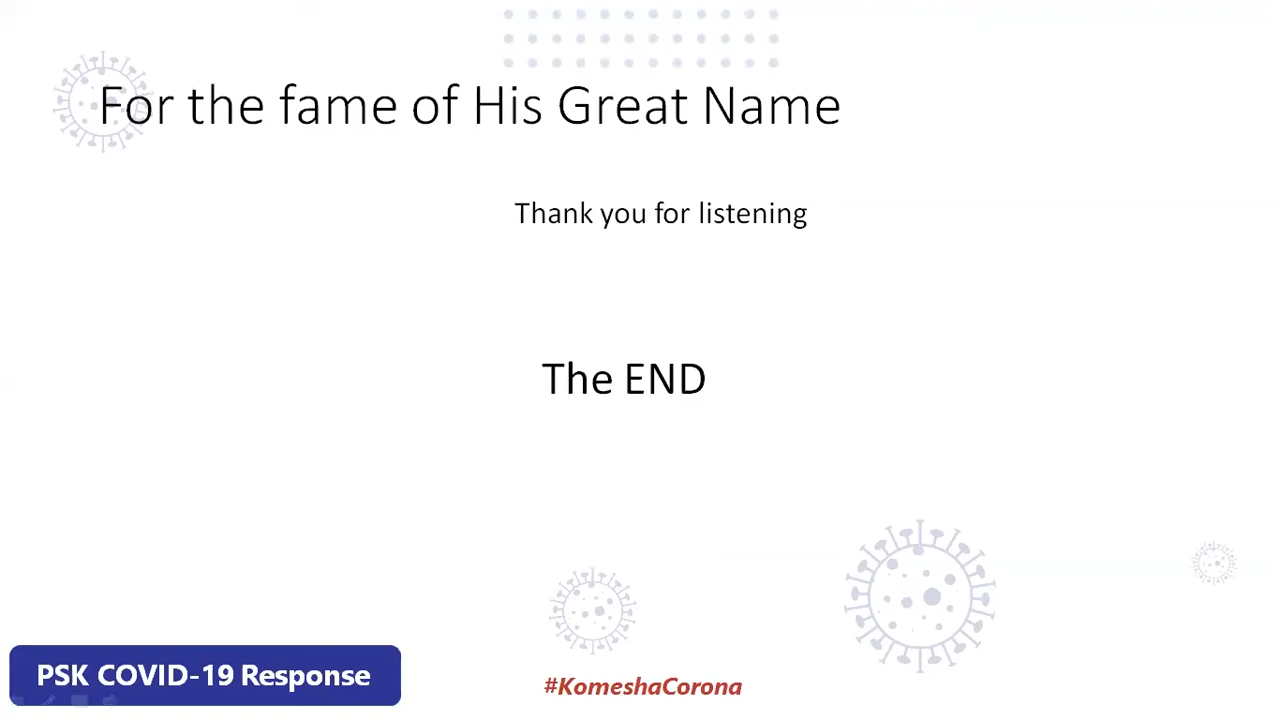 For the fame of His Great Name
Thank you for listening
The END
PSK COVID-19 Response
#KomeshaCorona